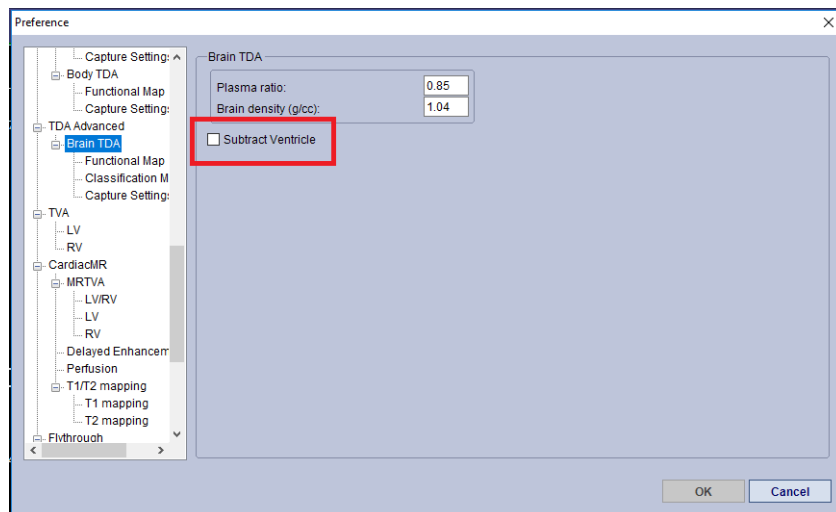 Preference
Capture Setting:
Body TDA
Functional Map
Capture Setting:
TDA Advanced
Brain TDA
Functional Map
Classification M
Capture Setting:
TVA
LV
RV
CardiacMR
MRTVA
LV/RV
LV
RV
Delayed Enhancem
Perfusion
T1/T2 mapping
T1 mapping
T2 mapping
Flythrough
Brain TDA
Plasma ratio: 0.85
Brain density (g/cc): 1.04
Subtract Ventricle
OK Cancel